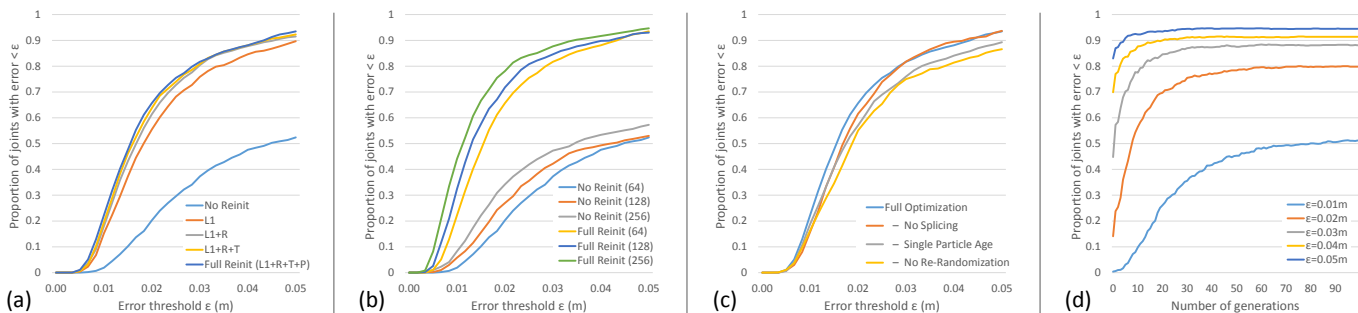 Proportion of joints with error < ε
1
0.9
0.8
0.7
0.6
0.5
0.4
0.3
0.2
0.1
0
No Reinit
L1
L1+R
L1+R+T
Full Reinit (L1+R+T+P)
0.00 0.01 0.02 0.03 0.04 0.05
Error threshold ε (m)
(a)
Proportion of joints with error < ε
1
0.9
0.8
0.7
0.6
0.5
0.4
0.3
0.2
0.1
0
No Reinit (64)
No Reinit (128)
No Reinit (256)
Full Reinit (64)
Full Reinit (128)
Full Reinit (256)
0.00 0.01 0.02 0.03 0.04 0.05
Error threshold ε (m)
(b)
Proportion of joints with error < ε
1
0.9
0.8
0.7
0.6
0.5
0.4
0.3
0.2
0.1
0
Full Optimization
– No Splicing
– Single Particle Age
– No Re-Randomization
0.00 0.01 0.02 0.03 0.04 0.05
Error threshold ε (m)
(c)
Proportion of joints with error < ε
1
0.9
0.8
0.7
0.6
0.5
0.4
0.3
0.2
0.1
0
ε=0.01m
ε=0.02m
ε=0.03m
ε=0.04m
ε=0.05m
0 10 20 30 40 50 60 70 80 90
Number of generations
(d)